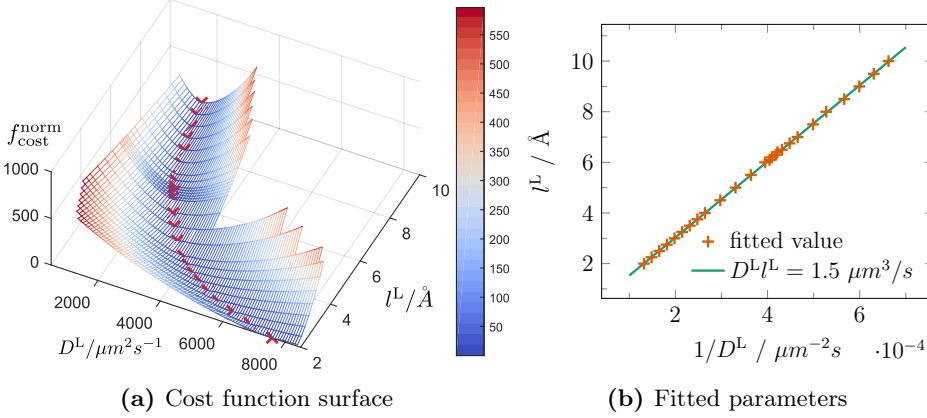 f_cost^norm
1000
500
0
2000
4000
6000
8000
D^L/μm²s⁻¹
2
4
6
8
10
l^L/Å
550
500
450
400
350
300
250
200
150
100
50
(a) Cost function surface
l^L / Å
10
8
6
4
2
fitted value
D^L l^L = 1.5 μm³/s
2 4 6
1/D^L / μm⁻²s ·10⁻⁴
(b) Fitted parameters